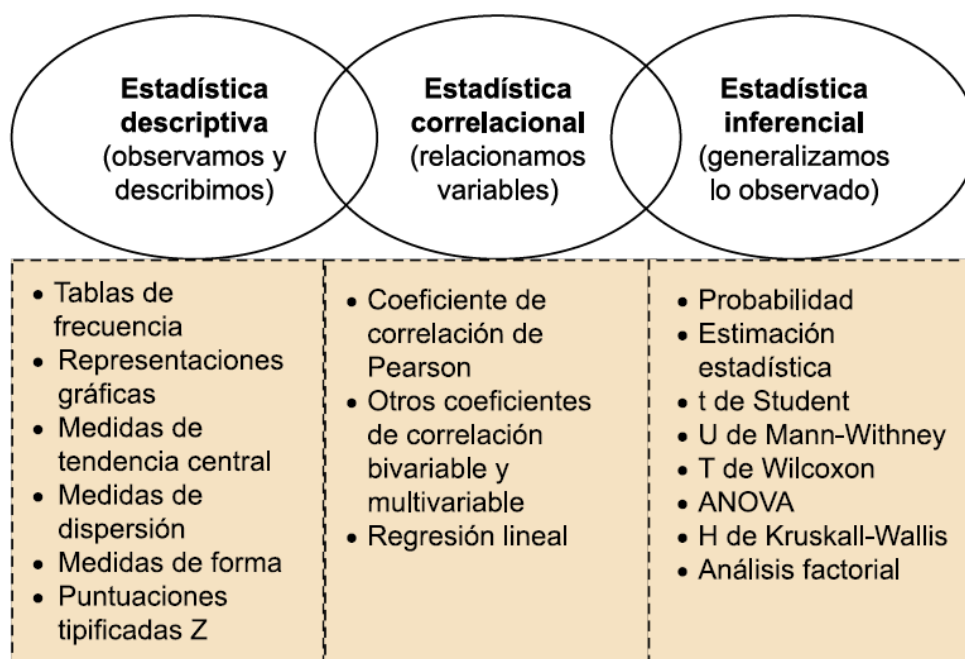 Estadística
descriptiva
(observamos y
describimos)
Estadística
correlacional
(relacionamos
variables)
Estadística
inferencial
(generalizamos
lo observado)
• Tablas de
frecuencia
• Representaciones
gráficas
• Medidas de
tendencia central
• Medidas de
dispersión
• Medidas de forma
• Puntuaciones
tipificadas Z
• Coeficiente de
correlación de
Pearson
• Otros coeficientes
de correlación
bivariable y
multivariable
• Regresión lineal
• Probabilidad
• Estimación
estadística
• t de Student
• U de Mann-Withney
• T de Wilcoxon
• ANOVA
• H de Kruskall-Wallis
• Análisis factorial